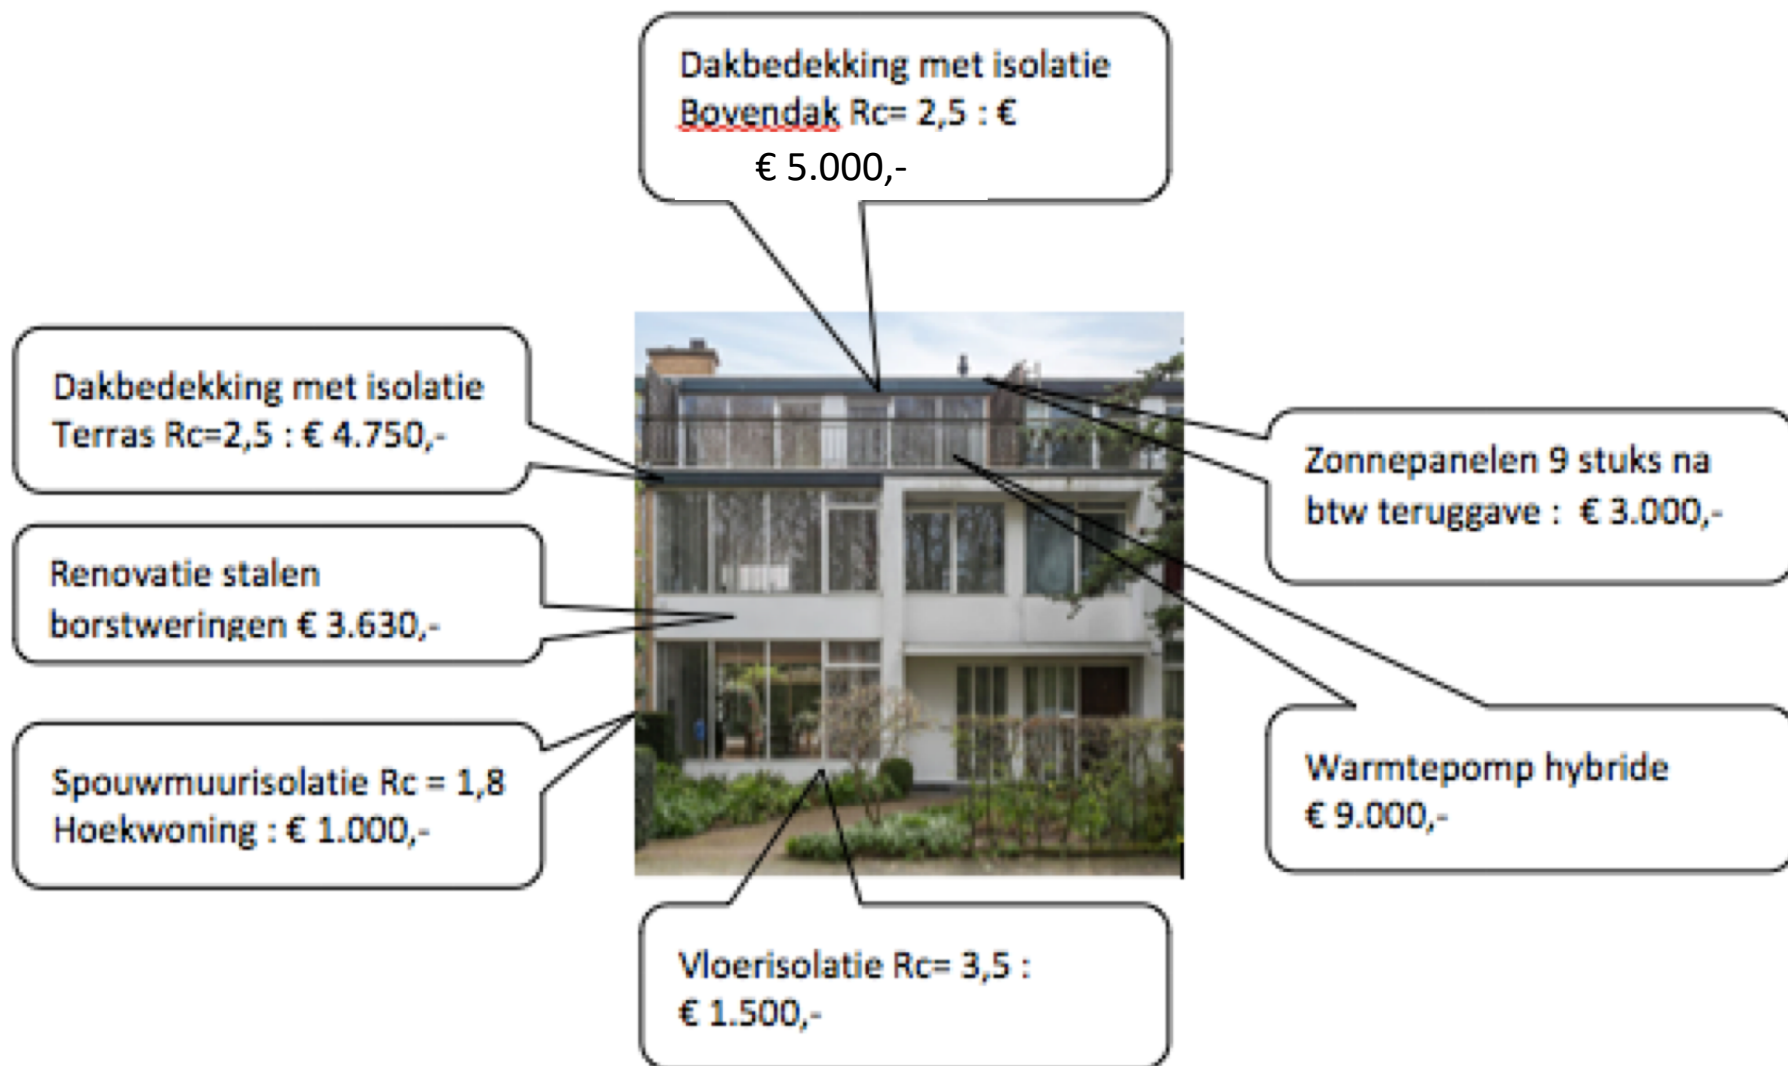 Dakbedekking met isolatie
Bovendak Rc= 2,5 : €
€ 5.000,-
Dakbedekking met isolatie
Terras Rc=2,5 : € 4.750,-
Zonnepanelen 9 stuks na
btw teruggave : € 3.000,-
Renovatie stalen
borstweringen € 3.630,-
Spouwmuurisolatie Rc = 1,8
Hoekwoning : € 1.000,-
Warmtepomp hybride
€ 9.000,-
Vloerisolatie Rc= 3,5 :
€ 1.500,-